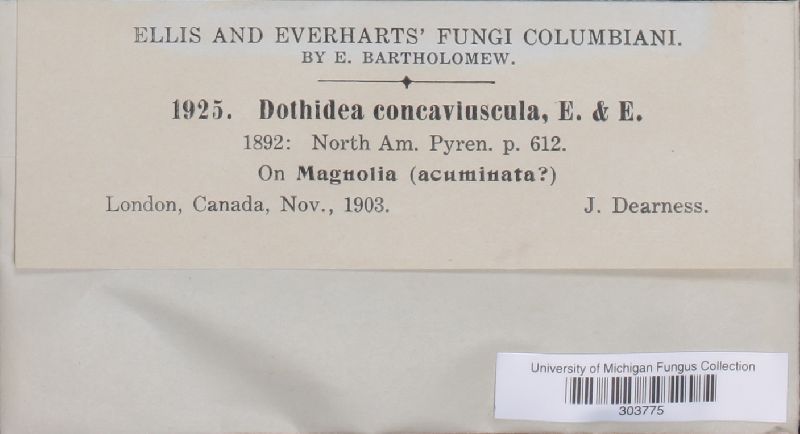 ELLIS AND EVERHARTS' FUNGI COLUMBIANI.
BY E. BARTHOLOMEW.
1925. Dothidea concaviuscula, E. & E.
1892: North Am. Pyren. p. 612.
On Magnolia (acuminata?)
London, Canada, Nov., 1903. J. Dearness.
University of Michigan Fungus Collection
303775